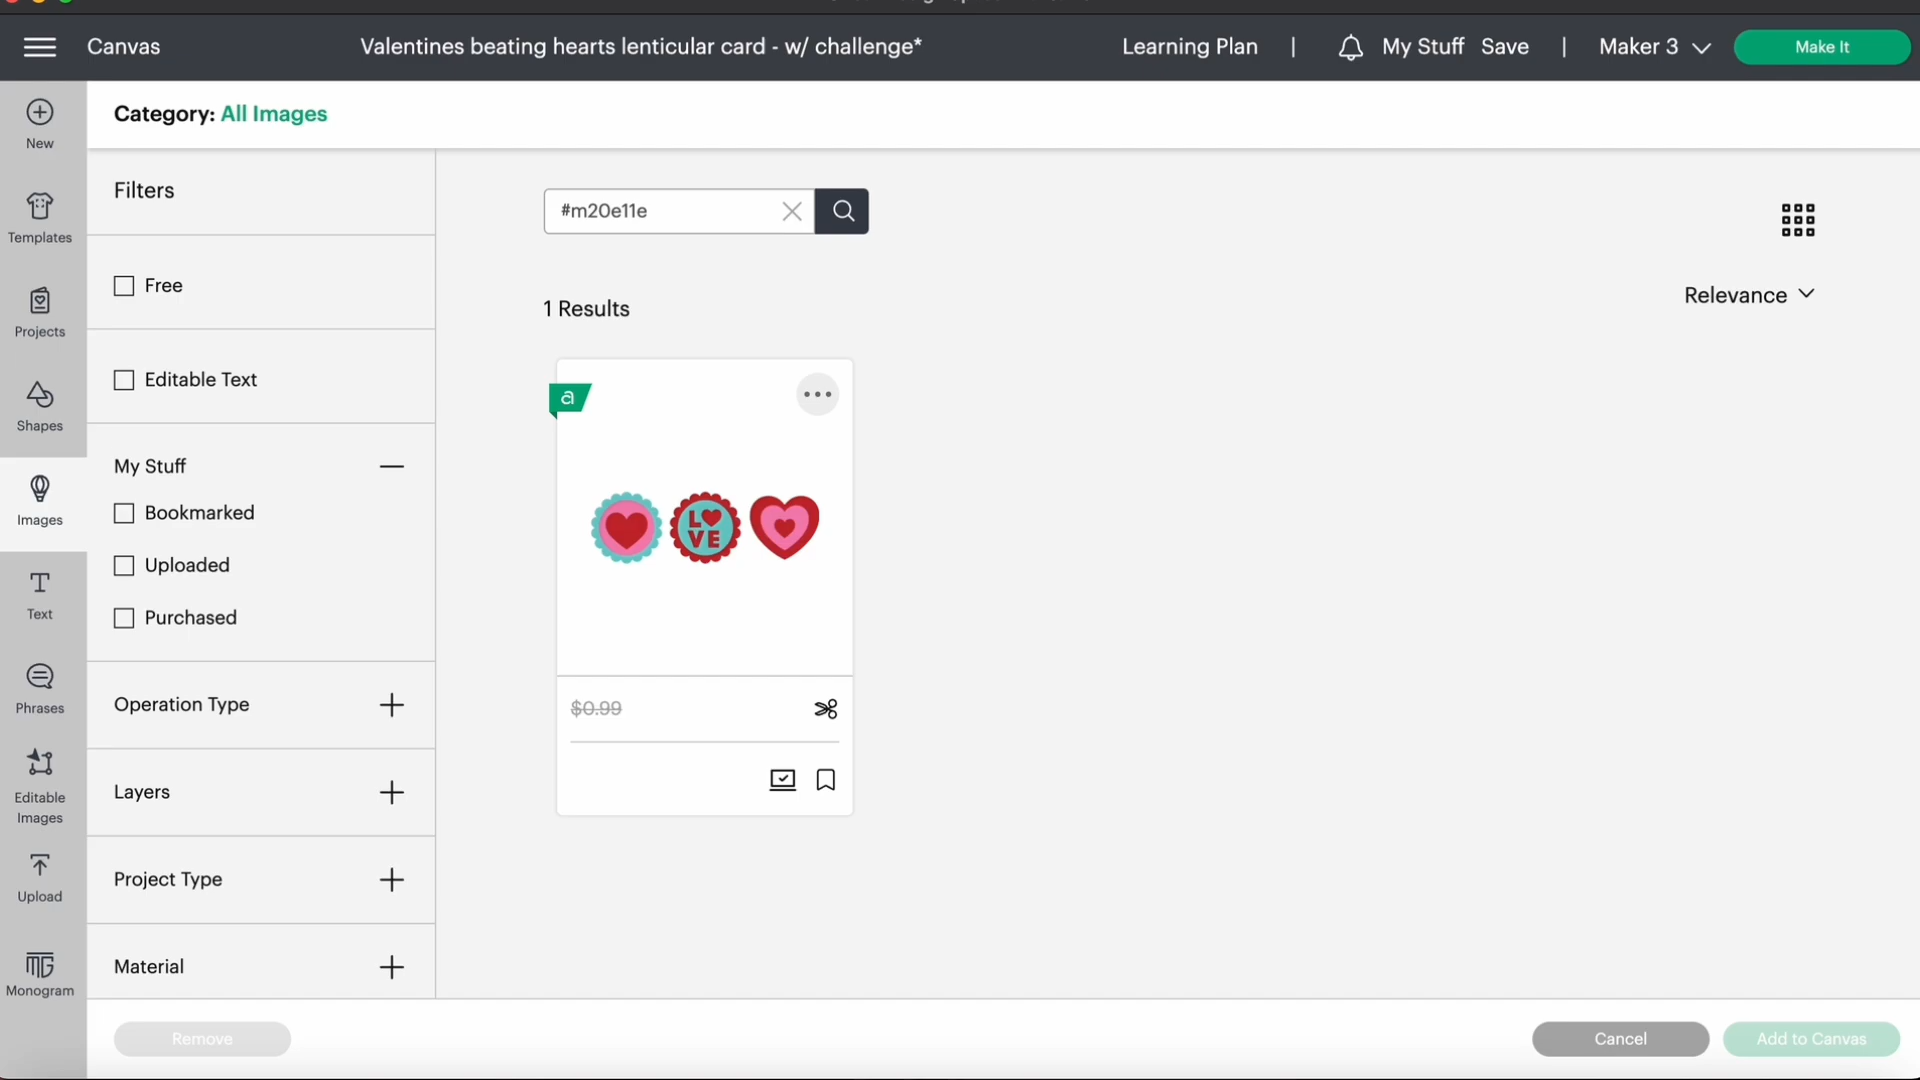 Canvas
Valentines beating hearts lenticular card - w/ challenge*
Learning Plan | My Stuff Save | Maker 3 Make It
New
Templates
Projects
Shapes
Images
Text
Phrases
Editable
Images
Upload
Monogram
Category: All Images
Filters
Free
Editable Text
My Stuff
Bookmarked
Uploaded
Purchased
Operation Type
Layers
Project Type
Material
#m20e11e
1 Results
Relevance
a
LOVE
$0.99
Remove
Cancel
Add to Canvas